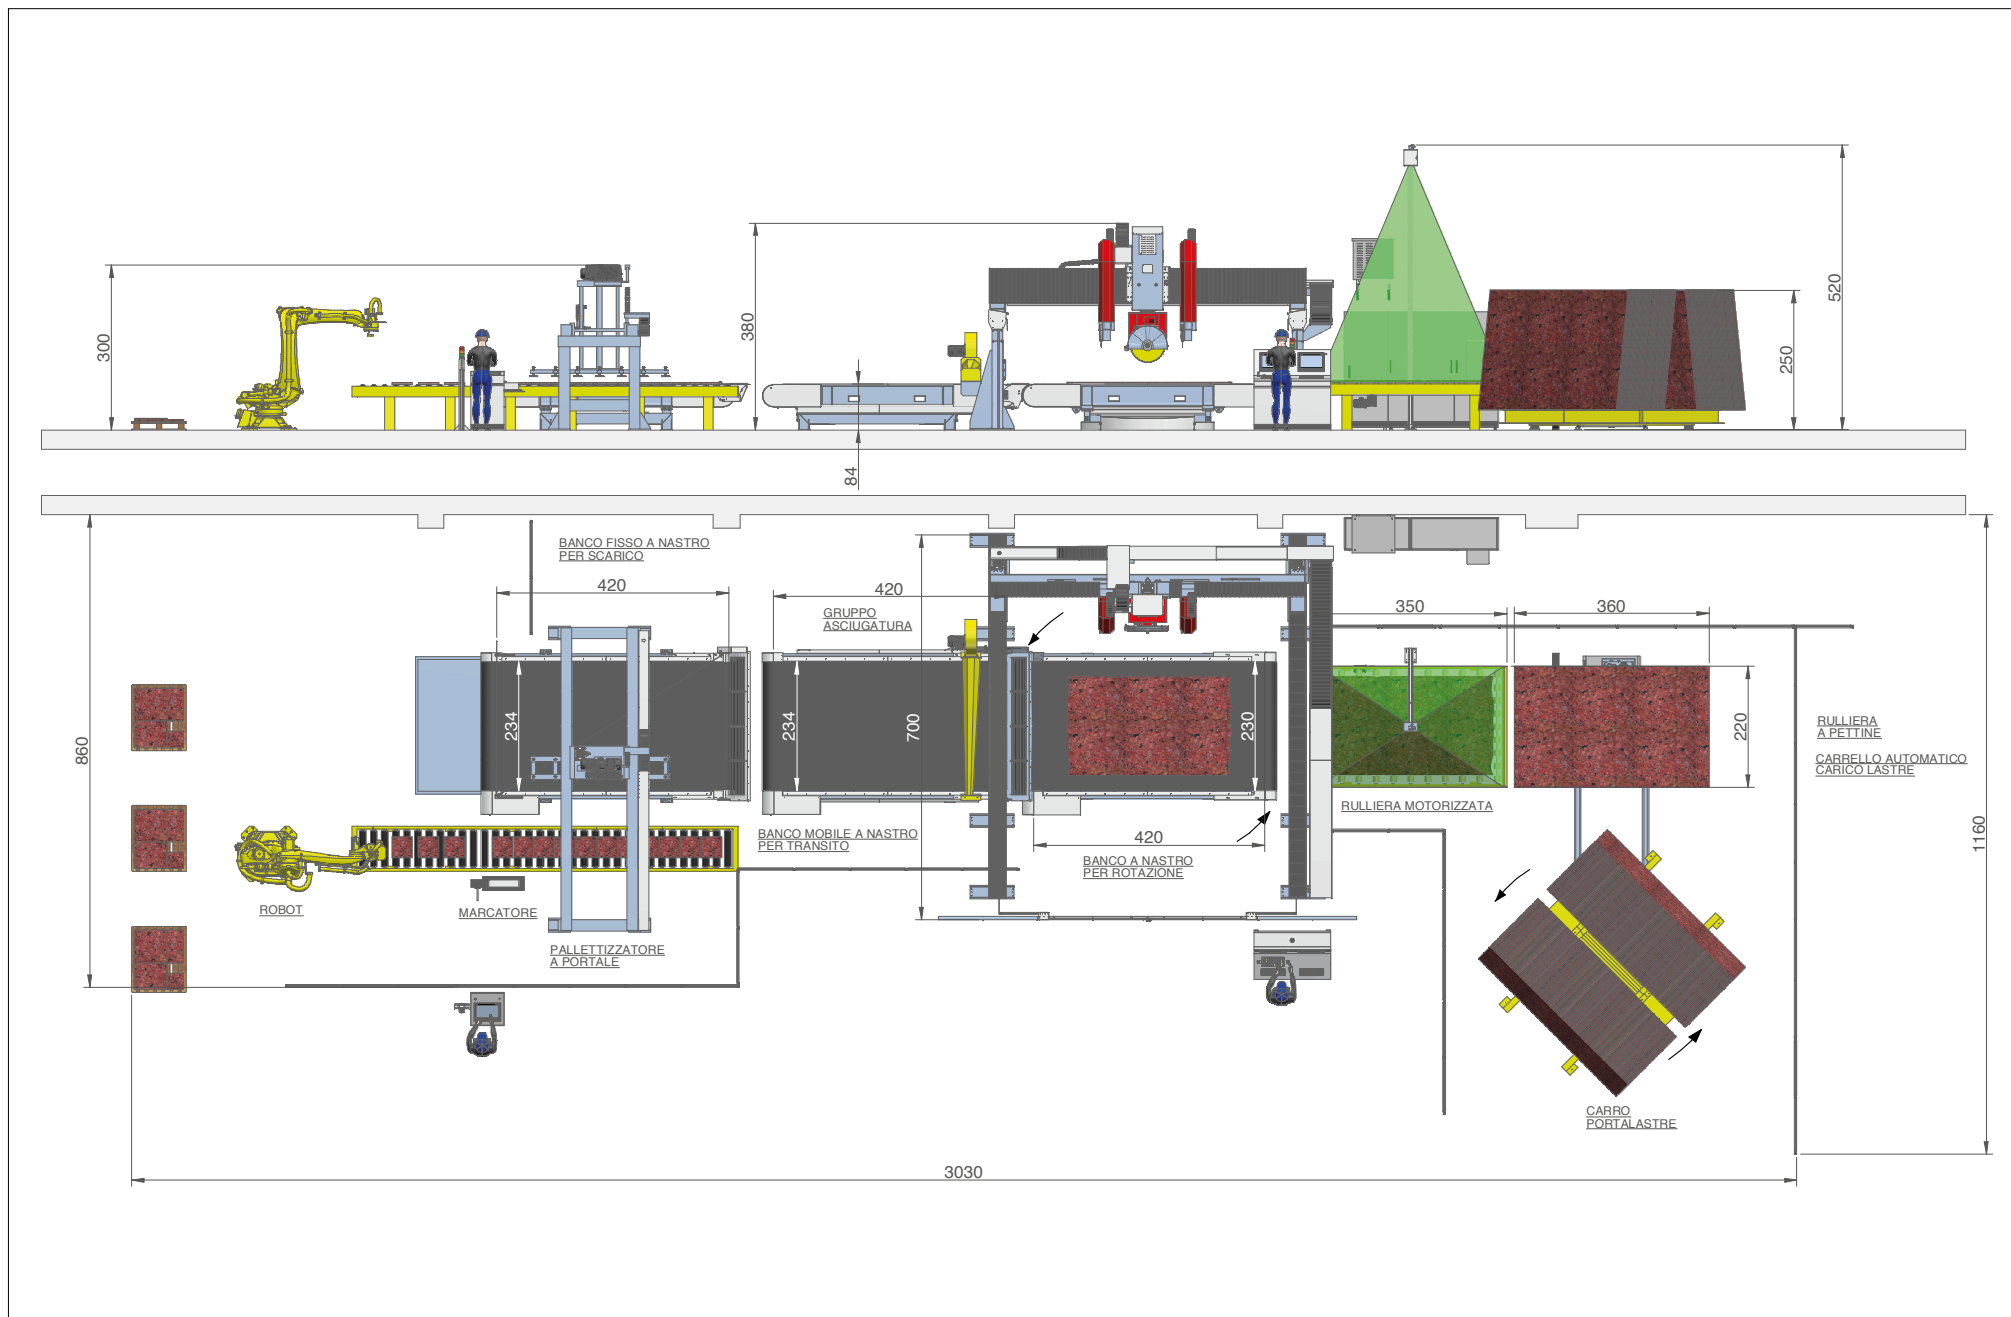 300
380
84
520
250
BANCO FISSO A NASTRO
PER SCARICO
420
420
GRUPPO
ASCIUGATURA
350
360
860
234
234
700
230
220
RULLIERA
A PETTINE
CARRELLO AUTOMATICO
CARICO LASTRE
RULLIERA MOTORIZZATA
BANCO MOBILE A NASTRO
PER TRANSITO
420
BANCO A NASTRO
PER ROTAZIONE
1160
ROBOT
MARCATORE
PALLETTIZZATORE
A PORTALE
CARRO
PORTALASTRE
3030